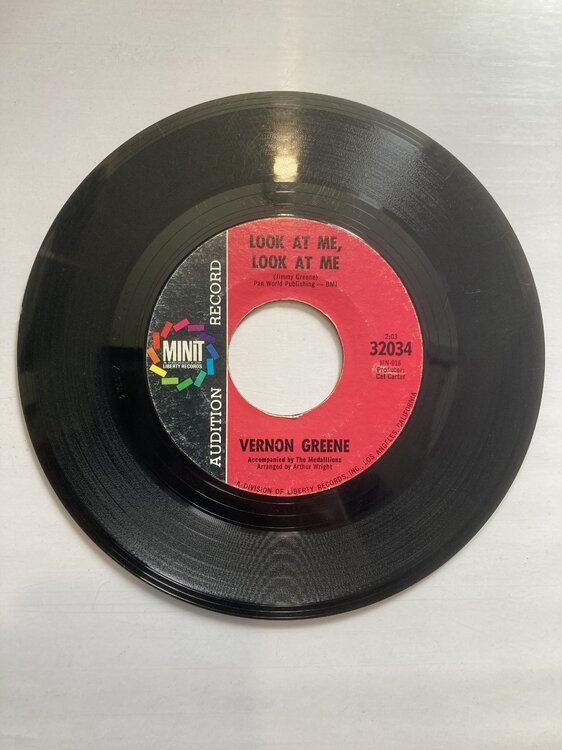 LOOK AT ME,
LOOK AT ME
(Jimmy Greene)
Pan World Publishing — BMI
AUDITION RECORD
MINIT
LIBERTY RECORDS
2:03
32034
MN-916
Producer:
Cal Carter
VERNON GREENE
Accompanied by The Medallions
Arranged by Arthur Wright
A DIVISION OF LIBERTY RECORDS, INC., LOS ANGELES, CALIFORNIA